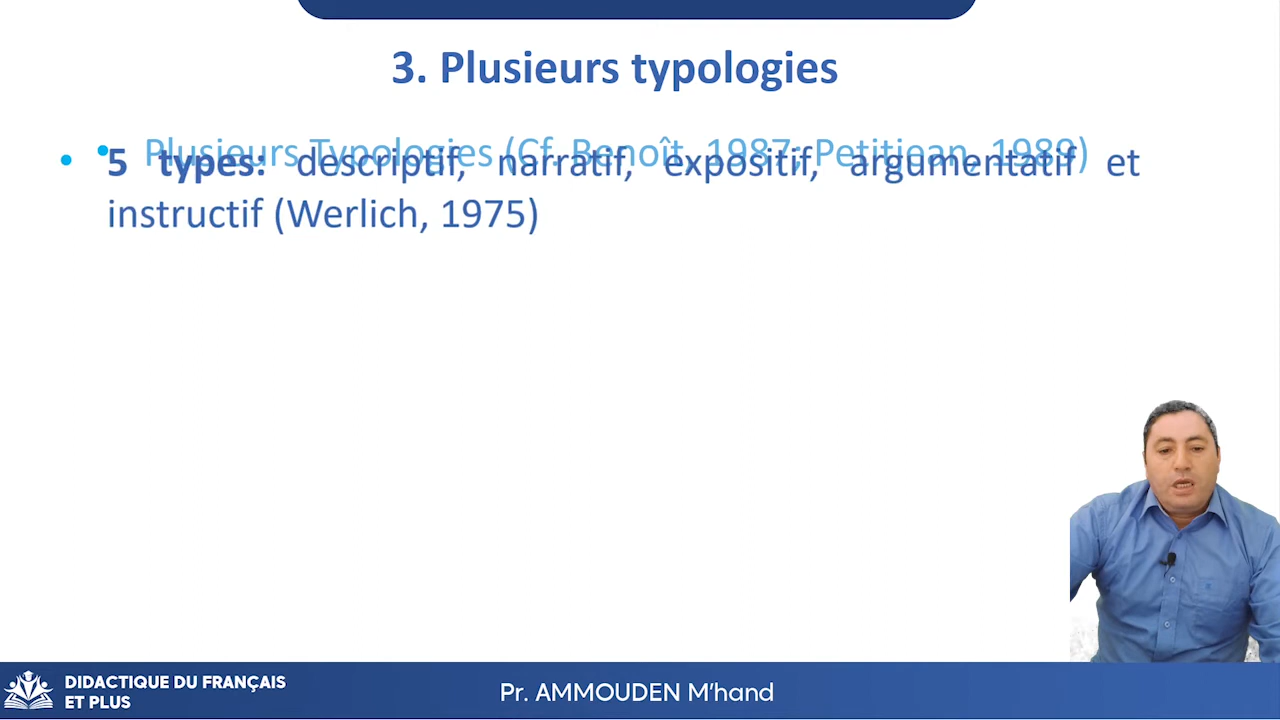 3. Plusieurs typologies
• Plusieurs Typologies (Cf. Benoît, 1987; Petitjean, 1989)
• 5 types: descriptif, narratif, expositif, argumentatif et
instructif (Werlich, 1975)
DIDACTIQUE DU FRANÇAIS
ET PLUS
Pr. AMMOUDEN M'hand